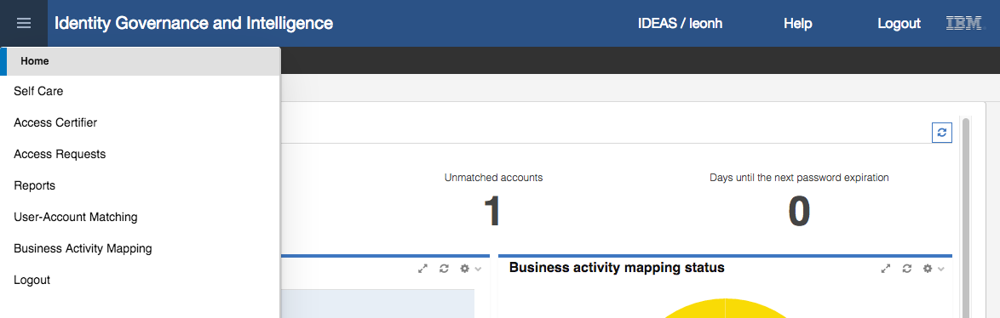 Identity Governance and Intelligence
IDEAS / leonh
Help
Logout
IBM
Home
Self Care
Access Certifier
Access Requests
Reports
User-Account Matching
Business Activity Mapping
Logout
Unmatched accounts
1
Days until the next password expiration
0
Business activity mapping status